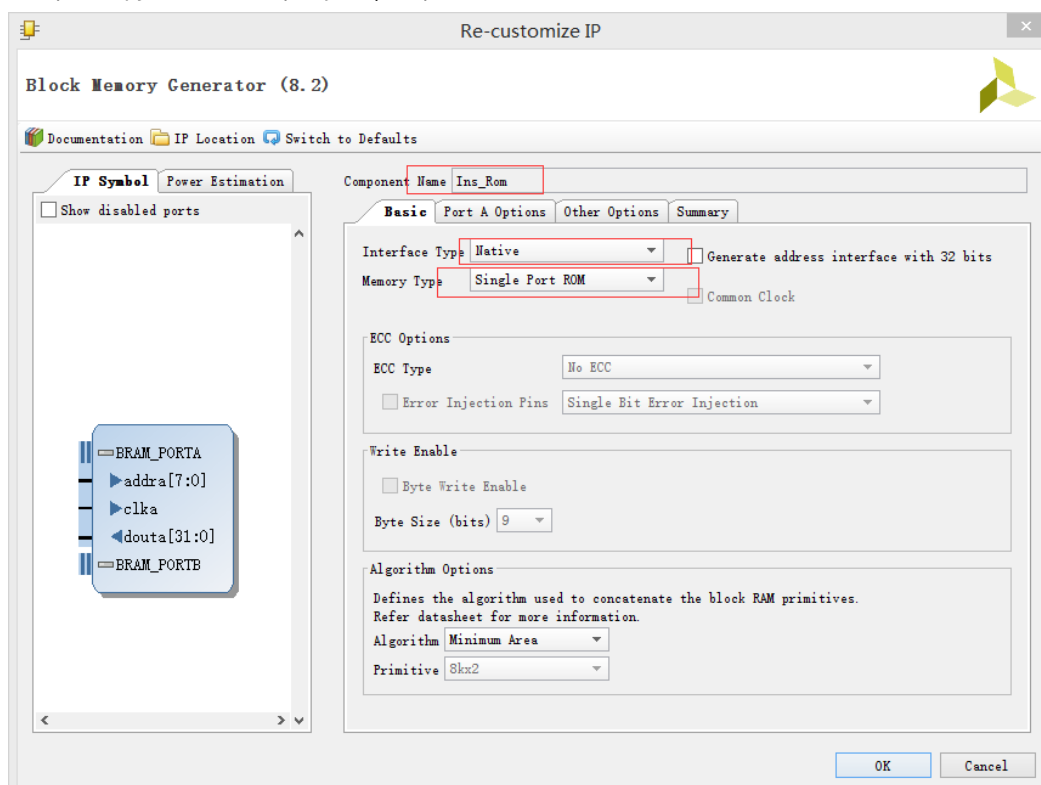 Re-customize IP
Block Memory Generator (8.2)
Documentation IP Location Switch to Defaults
IP Symbol Power Estimation
Show disabled ports
BRAM_PORTA
addra[7:0]
clka
douta[31:0]
BRAM_PORTB
Component Name Ins_Rom
Basic Port A Options Other Options Summary
Interface Type Native Generate address interface with 32 bits
Memory Type Single Port ROM Common Clock
ECC Options
ECC Type No ECC
Error Injection Pins Single Bit Error Injection
Write Enable
Byte Write Enable
Byte Size (bits) 9
Algorithm Options
Defines the algorithm used to concatenate the block RAM primitives.
Refer datasheet for more information.
Algorithm Minimum Area
Primitive 8kx2
OK Cancel